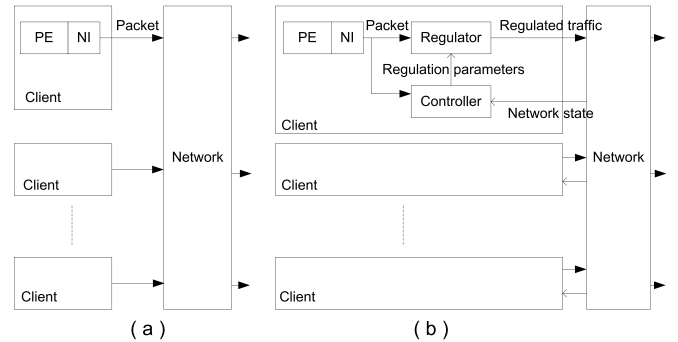 Packet
PE
NI
Client
Client
Client
Network
( a )
PE
NI
Packet
Regulator
Regulated traffic
Regulation parameters
Controller
Network state
Client
Client
Client
Network
( b )